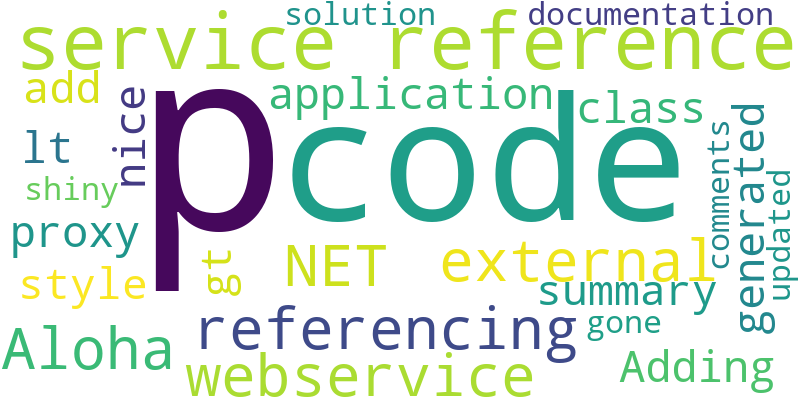 solution
documentation
service reference
add
application
class
nice
p
code
lt
comments
generated
updated
shiny
proxy
gt
NET
external
style
summary
referencing
gone
Aloha
webservice
Adding